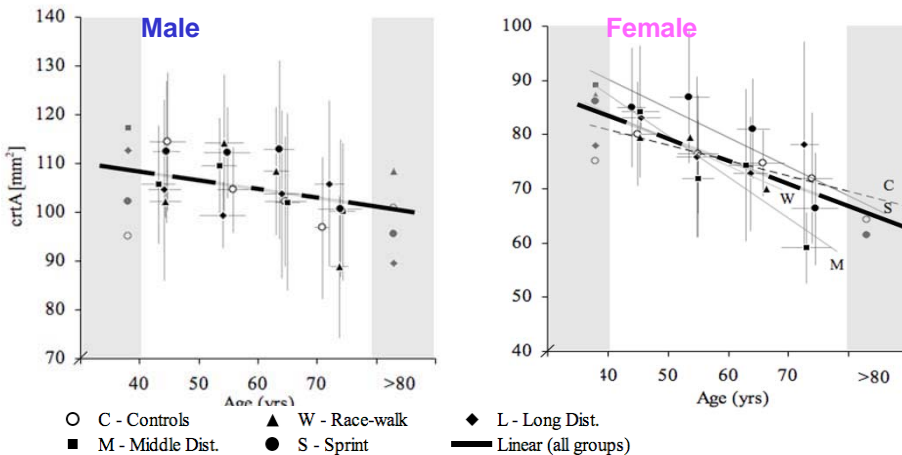 Male
Female
crtA [mm²]
140
130
120
110
100
90
80
70
40
50
60
70
>80
Age (yrs)
100
90
80
70
60
50
40
40
50
60
70
>80
Age (yrs)
C
S
W
M
C - Controls
W - Race-walk
L - Long Dist.
M - Middle Dist.
S - Sprint
Linear (all groups)